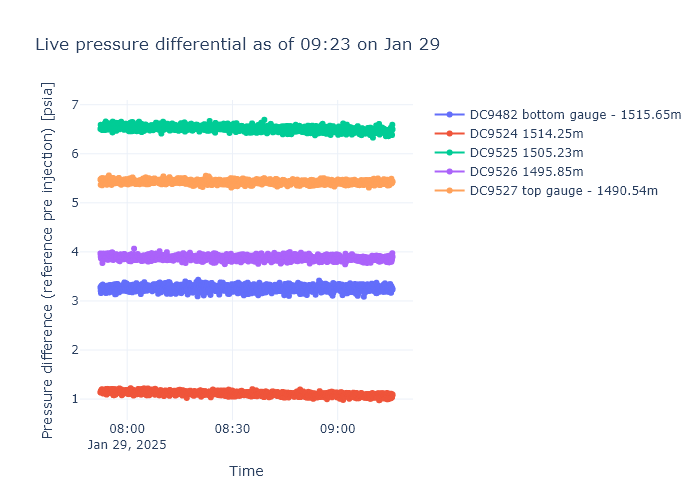 Live pressure differential as of 09:23 on Jan 29
Pressure difference (reference pre injection) [psia]
7
6
5
4
3
2
1
08:00
Jan 29, 2025
08:30
09:00
Time
DC9482 bottom gauge - 1515.65m
DC9524 1514.25m
DC9525 1505.23m
DC9526 1495.85m
DC9527 top gauge - 1490.54m